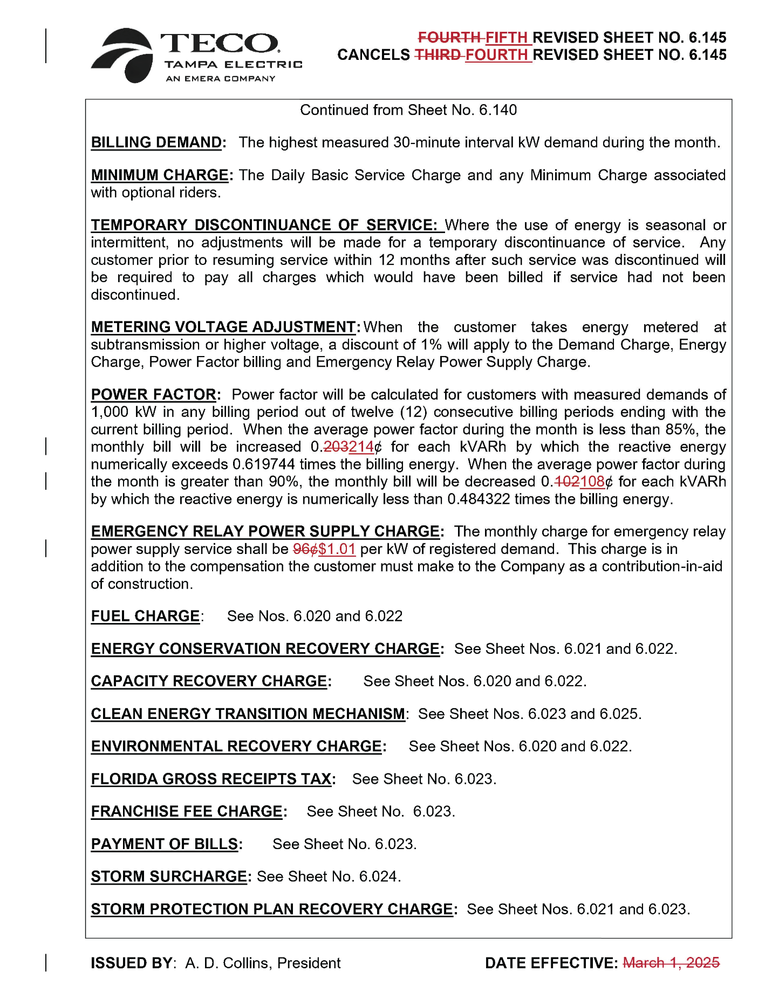 TECO.
TAMPA ELECTRIC
AN EMERA COMPANY
FOURTH FIFTH REVISED SHEET NO. 6.145
CANCELS THIRD FOURTH REVISED SHEET NO. 6.145
Continued from Sheet No. 6.140
BILLING DEMAND: The highest measured 30-minute interval kW demand during the month.
MINIMUM CHARGE: The Daily Basic Service Charge and any Minimum Charge associated
with optional riders.
TEMPORARY DISCONTINUANCE OF SERVICE: Where the use of energy is seasonal or
intermittent, no adjustments will be made for a temporary discontinuance of service. Any
customer prior to resuming service within 12 months after such service was discontinued will
be required to pay all charges which would have been billed if service had not been
discontinued.
METERING VOLTAGE ADJUSTMENT: When the customer takes energy metered at
subtransmission or higher voltage, a discount of 1% will apply to the Demand Charge, Energy
Charge, Power Factor billing and Emergency Relay Power Supply Charge.
POWER FACTOR: Power factor will be calculated for customers with measured demands of
1,000 kW in any billing period out of twelve (12) consecutive billing periods ending with the
current billing period. When the average power factor during the month is less than 85%, the
monthly bill will be increased 0.203214¢ for each kVARh by which the reactive energy
numerically exceeds 0.619744 times the billing energy. When the average power factor during
the month is greater than 90%, the monthly bill will be decreased 0.102108¢ for each kVARh
by which the reactive energy is numerically less than 0.484322 times the billing energy.
EMERGENCY RELAY POWER SUPPLY CHARGE: The monthly charge for emergency relay
power supply service shall be 96¢$1.01 per kW of registered demand. This charge is in
addition to the compensation the customer must make to the Company as a contribution-in-aid
of construction.
FUEL CHARGE: See Nos. 6.020 and 6.022
ENERGY CONSERVATION RECOVERY CHARGE: See Sheet Nos. 6.021 and 6.022.
CAPACITY RECOVERY CHARGE: See Sheet Nos. 6.020 and 6.022.
CLEAN ENERGY TRANSITION MECHANISM: See Sheet Nos. 6.023 and 6.025.
ENVIRONMENTAL RECOVERY CHARGE: See Sheet Nos. 6.020 and 6.022.
FLORIDA GROSS RECEIPTS TAX: See Sheet No. 6.023.
FRANCHISE FEE CHARGE: See Sheet No. 6.023.
PAYMENT OF BILLS: See Sheet No. 6.023.
STORM SURCHARGE: See Sheet No. 6.024.
STORM PROTECTION PLAN RECOVERY CHARGE: See Sheet Nos. 6.021 and 6.023.
ISSUED BY: A. D. Collins, President
DATE EFFECTIVE: March 1, 2025